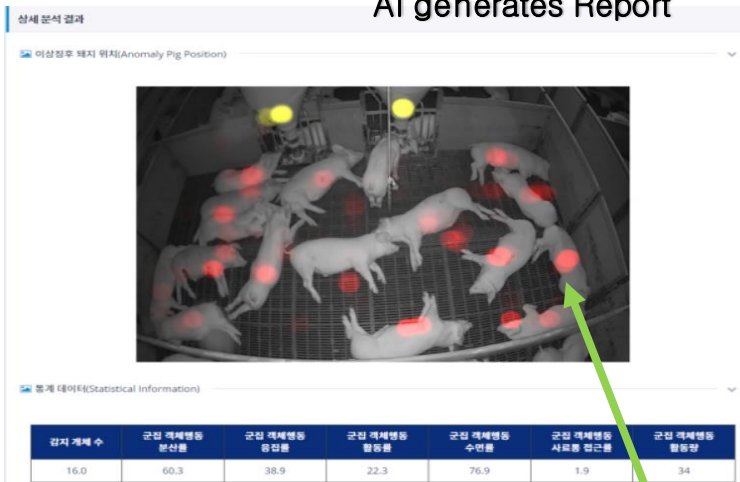 AI generates Report
상세 분석 결과
이상징후 돼지 위치(Anomaly Pig Position)
통계 데이터(Statistical Information)
감지 개체 수 군집 객체행동 분산률 군집 객체행동 응집률 군집 객체행동 활동률 군집 객체행동 수면률 군집 객체행동 사료통 접근률 군집 객체행동 활동량
16.0 60.3 38.9 22.3 76.9 1.9 34